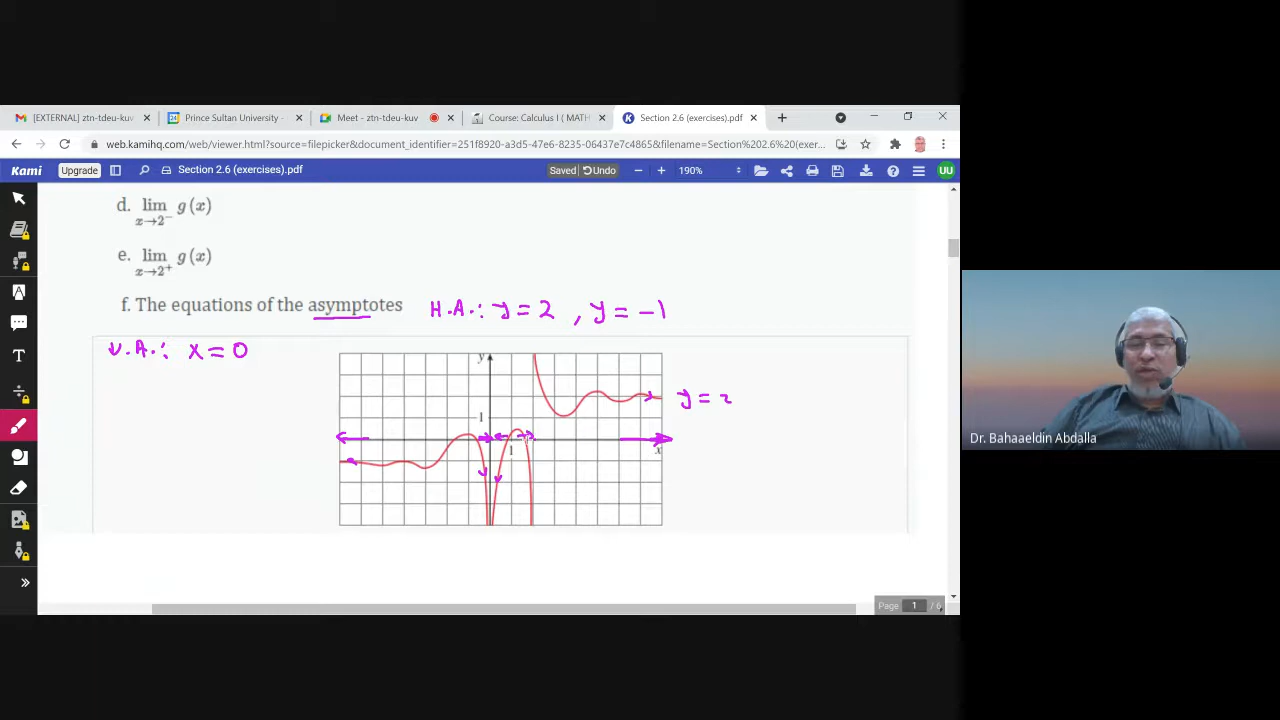 [EXTERNAL] ztn-tdeu-kuv
Prince Sultan University -
Meet - ztn-tdeu-kuv
Course: Calculus I ( MATH
Section 2.6 (exercises).pdf
web.kamihq.com/web/viewer.html?source=filepicker&document_identifier=251f8920-a3d5-47e6-8235-06437e7c4865&filename=Section%202.6%20(exer...
Kami Upgrade Section 2.6 (exercises).pdf Saved Undo 190% UU
d. lim x→2⁻ g (x)
e. lim x→2⁺ g (x)
f. The equations of the asymptotes H.A.: y = 2 , y = -1
V.A.: x = 0
y
y = 2
1
1
x
Dr. Bahaaeldin Abdalla
Page 1 / 6